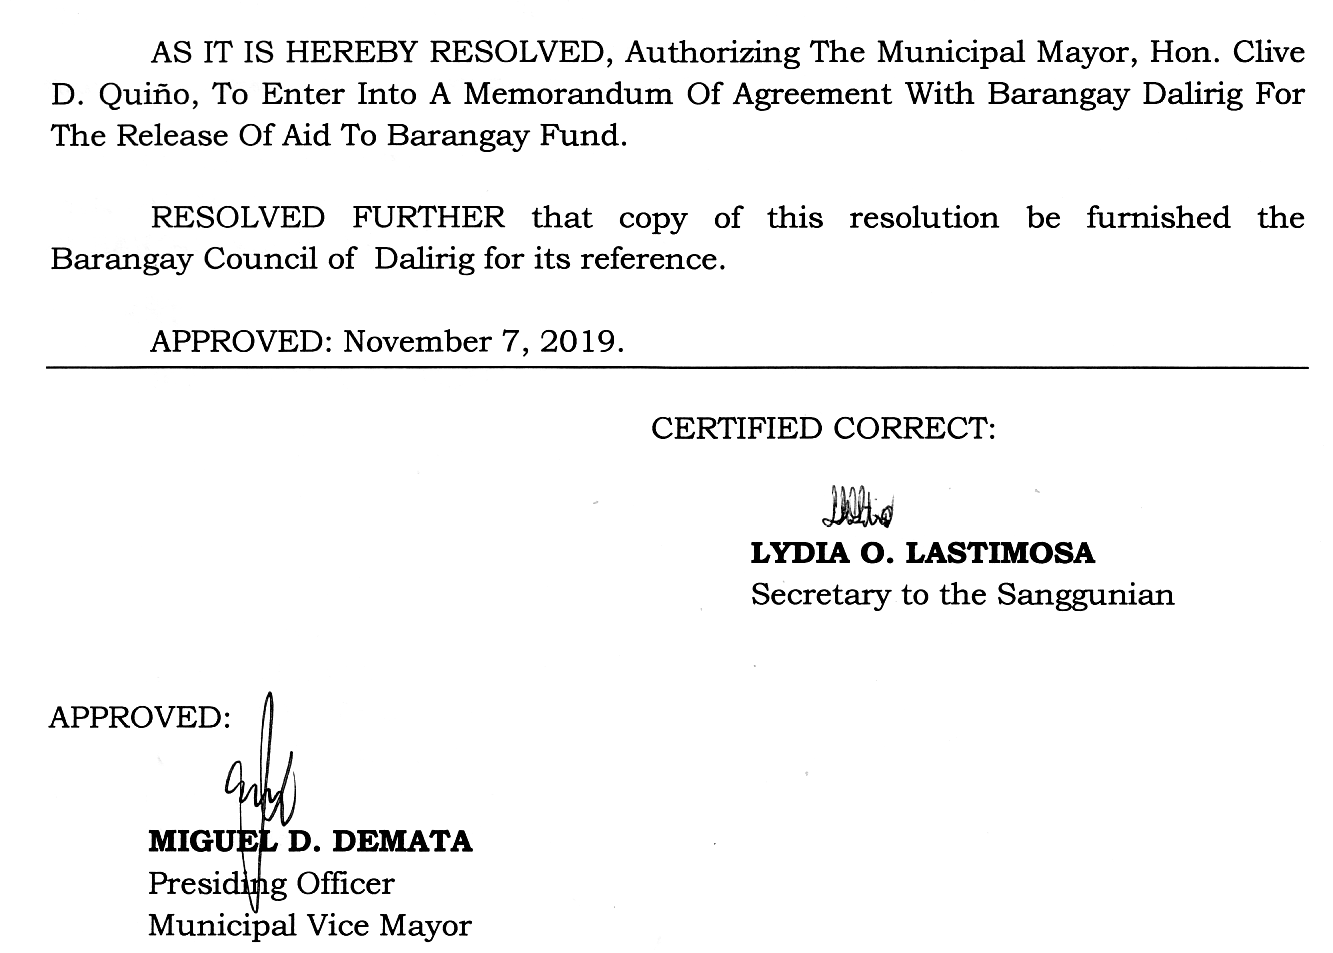 AS IT IS HEREBY RESOLVED, Authorizing The Municipal Mayor, Hon. Clive
D. Quiño, To Enter Into A Memorandum Of Agreement With Barangay Dalirig For
The Release Of Aid To Barangay Fund.
RESOLVED FURTHER that copy of this resolution be furnished the
Barangay Council of Dalirig for its reference.
APPROVED: November 7, 2019.
CERTIFIED CORRECT:
LYDIA O. LASTIMOSA
Secretary to the Sanggunian
APPROVED:
MIGUEL D. DEMATA
Presiding Officer
Municipal Vice Mayor